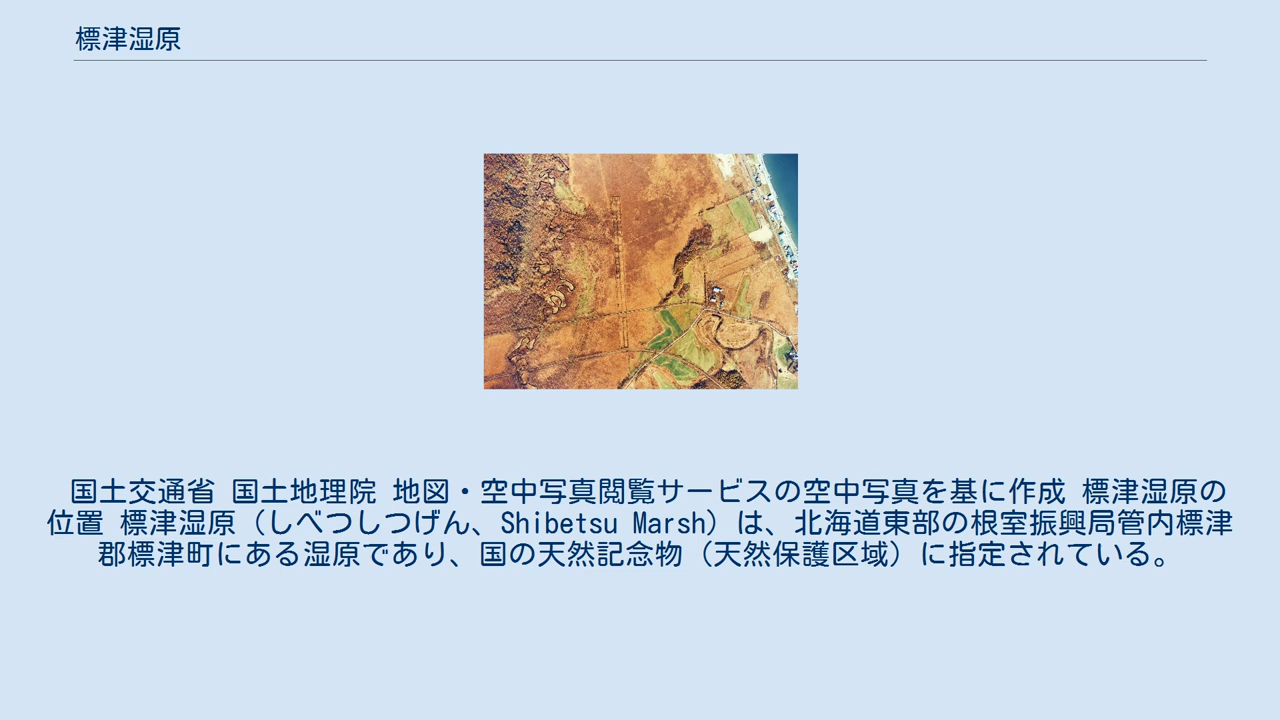 標津湿原
国土交通省 国土地理院 地図・空中写真閲覧サービスの空中写真を基に作成 標津湿原の
位置 標津湿原（しべつしつげん、Shibetsu Marsh）は、北海道東部の根室振興局管内標津
郡標津町にある湿原であり、国の天然記念物（天然保護区域）に指定されている。